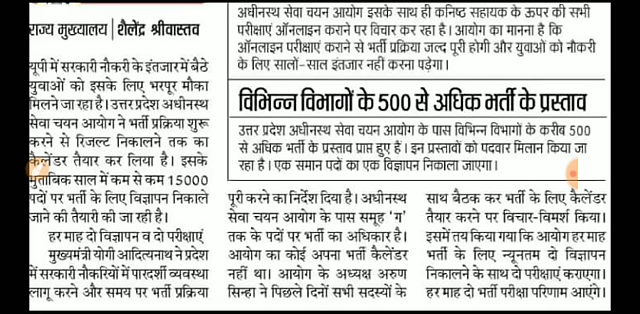 राज्य मुख्यालय | शैलेंद्र श्रीवास्तव
यूपी में सरकारी नौकरी के इंतजार में बैठे
युवाओं को इसके लिए भरपूर मौका
मिलने जा रहा है। उत्तर प्रदेश अधीनस्थ
सेवा चयन आयोग ने भर्ती प्रक्रिया शुरू
करने से रिजल्ट निकालने तक का
कैलेंडर तैयार कर लिया है। इसके
मुताबिक साल में कम से कम 15000
पदों पर भर्ती के लिए विज्ञापन निकाले
जाने की तैयारी की जा रही है।
हर माह दो विज्ञापन व दो परीक्षाएं
मुख्यमंत्री योगी आदित्यनाथ ने प्रदेश
में सरकारी नौकरियों में पारदर्शी व्यवस्था
लागू करने और समय पर भर्ती प्रक्रिया
अधीनस्थ सेवा चयन आयोग इसके साथ ही कनिष्ठ सहायक के ऊपर की सभी
परीक्षाएं ऑनलाइन कराने पर विचार कर रहा है। आयोग का मानना है कि
ऑनलाइन परीक्षाएं कराने से भर्ती प्रक्रिया जल्द पूरी होगी और युवाओं को नौकरी
के लिए सालों-साल इंतजार नहीं करना पड़ेगा।
विभिन्न विभागों के 500 से अधिक भर्ती के प्रस्ताव
उत्तर प्रदेश अधीनस्थ सेवा चयन आयोग के पास विभिन्न विभागों के करीब 500
से अधिक भर्ती के प्रस्ताव प्राप्त हुए हैं। इन प्रस्तावों को पदवार मिलान किया जा
रहा है। एक समान पदों का एक विज्ञापन निकाला जाएगा।
पूरी करने का निर्देश दिया है। अधीनस्थ
सेवा चयन आयोग के पास समूह 'ग'
तक के पदों पर भर्ती का अधिकार है।
आयोग का कोई अपना भर्ती कैलेंडर
नहीं था। आयोग के अध्यक्ष अरुण
सिन्हा ने पिछले दिनों सभी सदस्यों के
साथ बैठक कर भर्ती के लिए कैलेंडर
तैयार करने पर विचार-विमर्श किया।
इसमें तय किया गया कि आयोग हर माह
भर्ती के लिए न्यूनतम दो विज्ञापन
निकालने के साथ दो परीक्षाएं कराएगा।
हर माह दो भर्ती परीक्षा परिणाम आएंगे।